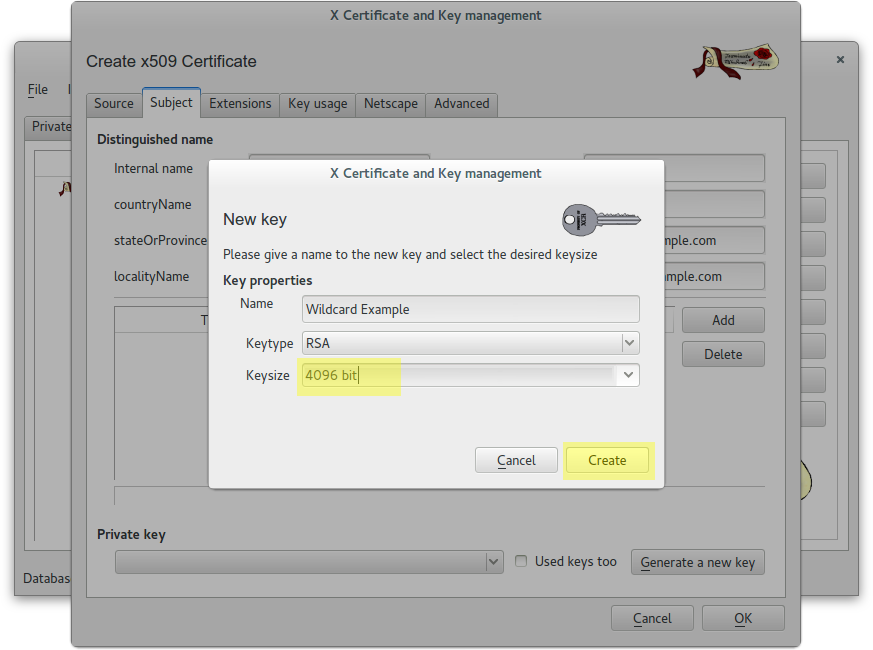 X Certificate and Key management
Create x509 Certificate
File
Source Subject Extensions Key usage Netscape Advanced
Private
Distinguished name
Internal name
X Certificate and Key management
countryName
New key
stateOrProvince
mple.com
Please give a name to the new key and select the desired keysize
localityName
ample.com
Key properties
Name Wildcard Example
Add
Keytype RSA
Delete
Keysize 4096 bit
Cancel Create
Private key
Used keys too Generate a new key
Databas
Cancel OK